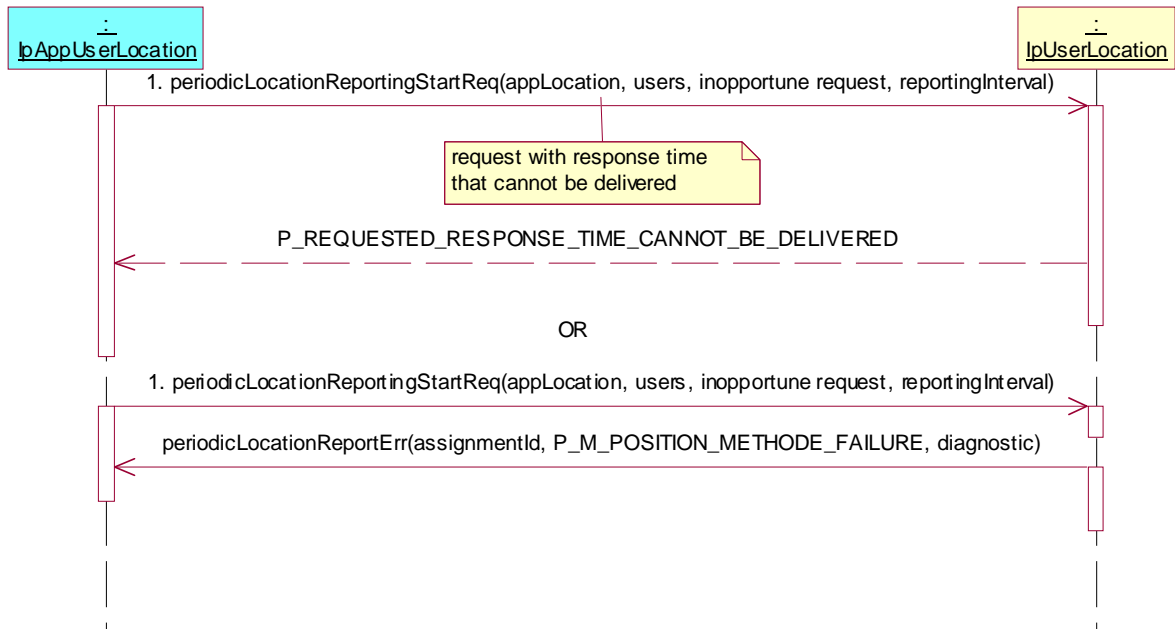 :
IpAppUserLocation
:
IpUserLocation
1. periodicLocationReportingStartReq(appLocation, users, inopportune request, reportingInterval)
request with response time
that cannot be delivered
P_REQUESTED_RESPONSE_TIME_CANNOT_BE_DELIVERED
OR
1. periodicLocationReportingStartReq(appLocation, users, inopportune request, reportingInterval)
periodicLocationReportErr(assignmentId, P_M_POSITION_METHODE_FAILURE, diagnostic)